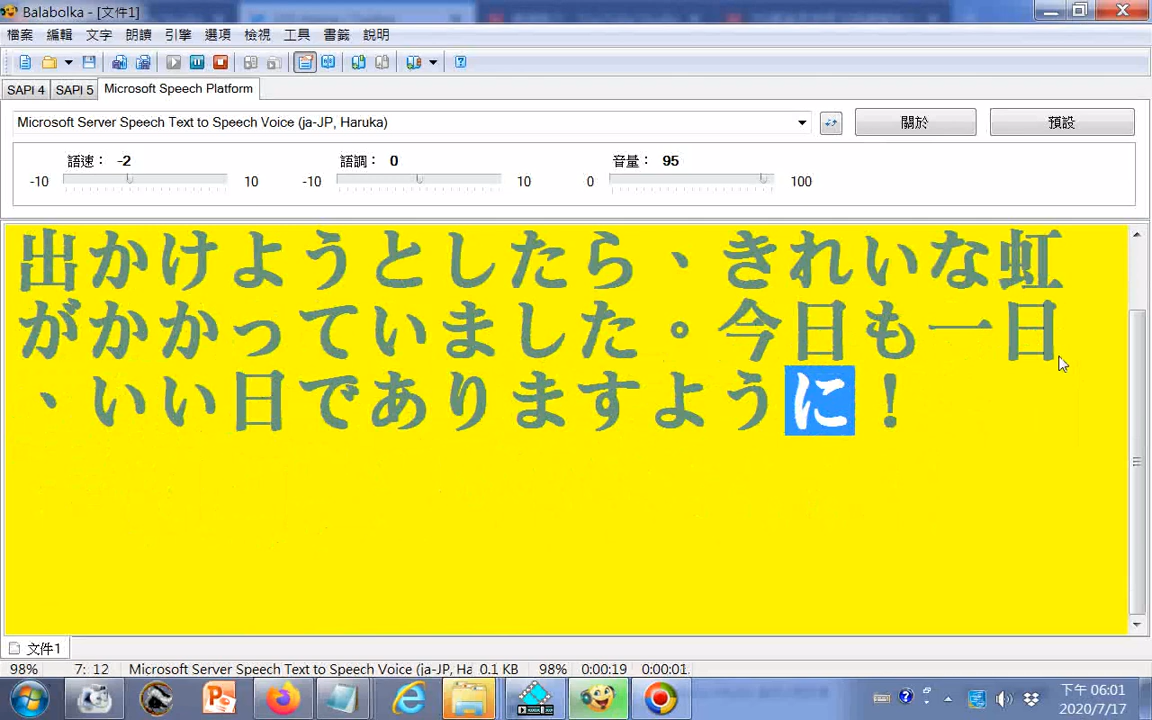 Balabolka - [文件1]
檔案 編輯 文字 朗讀 引擎 選項 檢視 工具 書籤 說明
SAPI 4 SAPI 5 Microsoft Speech Platform
Microsoft Server Speech Text to Speech Voice (ja-JP, Haruka) 關於 預設
語速： -2 語調： 0 音量： 95
-10 10 -10 10 0 100
出かけようとしたら、きれいな虹
がかかっていました。今日も一日
、いい日でありますように！
文件1
98% 7: 12 Microsoft Server Speech Text to Speech Voice (ja-JP, Ha 0.1 KB 98% 0:00:19 0:00:01.
下午 06:01
2020/7/17